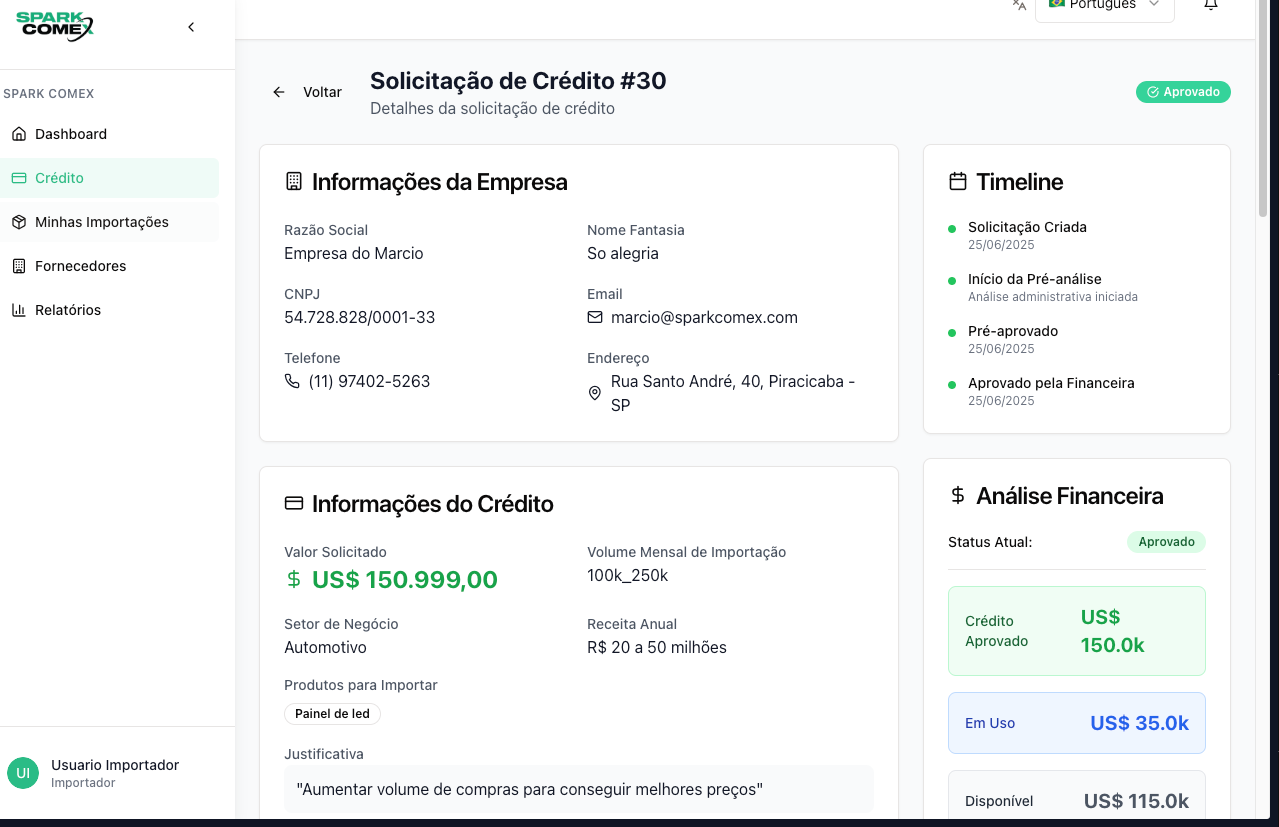 SPARK
COMEX
Português
SPARK COMEX
Dashboard
Crédito
Minhas Importações
Fornecedores
Relatórios
UI
Usuario Importador
Importador
Voltar
Solicitação de Crédito #30
Detalhes da solicitação de crédito
Aprovado
Informações da Empresa
Razão Social
Empresa do Marcio
Nome Fantasia
So alegria
CNPJ
54.728.828/0001-33
Email
marcio@sparkcomex.com
Telefone
(11) 97402-5263
Endereço
Rua Santo André, 40, Piracicaba -
SP
Informações do Crédito
Valor Solicitado
US$ 150.999,00
Volume Mensal de Importação
100k_250k
Setor de Negócio
Automotivo
Receita Anual
R$ 20 a 50 milhões
Produtos para Importar
Painel de led
Justificativa
"Aumentar volume de compras para conseguir melhores preços"
Timeline
Solicitação Criada
25/06/2025
Início da Pré-análise
Análise administrativa iniciada
Pré-aprovado
25/06/2025
Aprovado pela Financeira
25/06/2025
Análise Financeira
Status Atual:
Aprovado
Crédito
Aprovado
US$
150.0k
Em Uso
US$ 35.0k
Disponível
US$ 115.0k